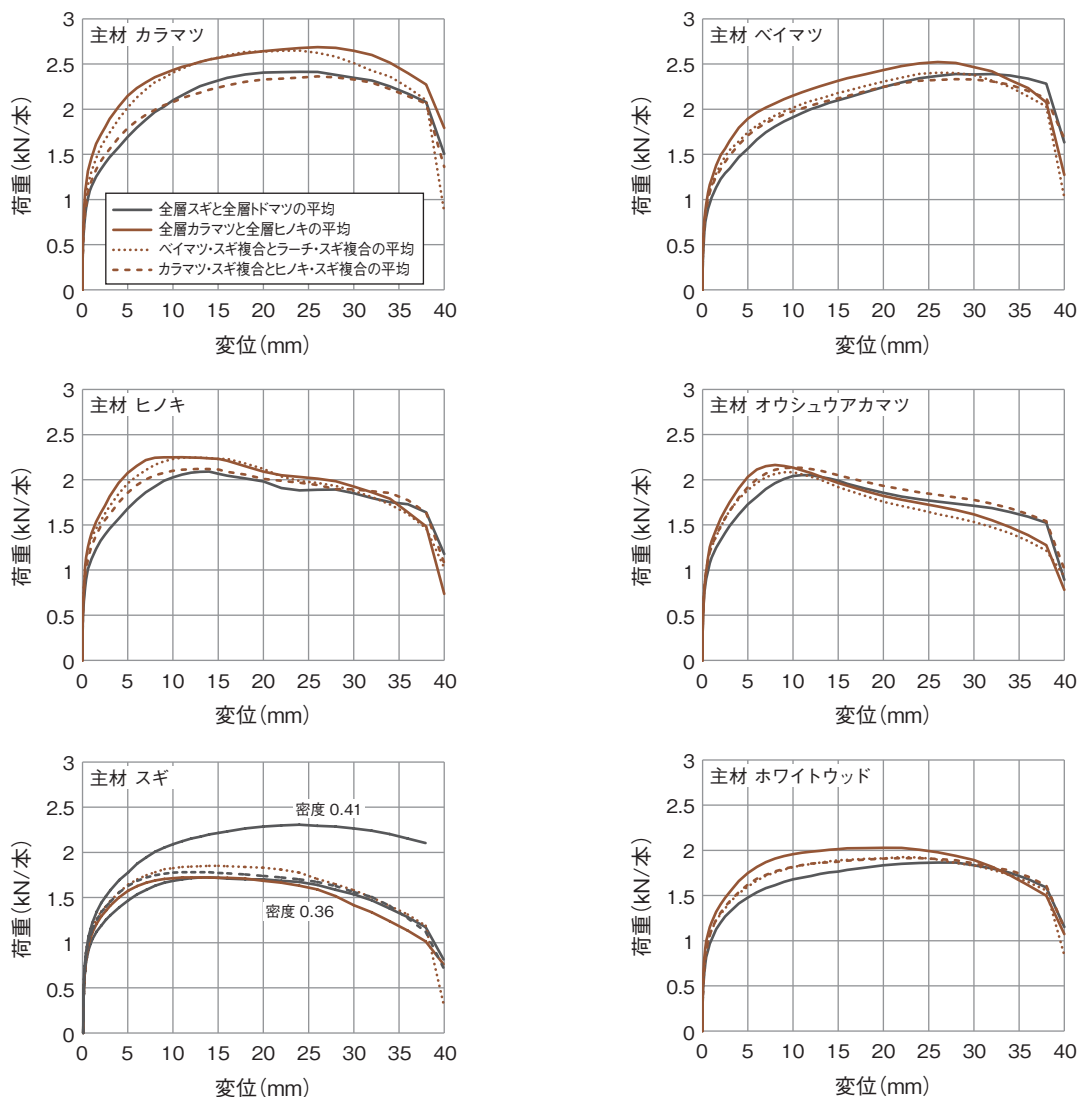 主材 カラマツ
3
2.5
2
1.5
1
0.5
0
荷重(kN/本)
全層スギと全層トドマツの平均
全層カラマツと全層ヒノキの平均
ベイマツ・スギ複合とラーチ・スギ複合の平均
カラマツ・スギ複合とヒノキ・スギ複合の平均
0 5 10 15 20 25 30 35 40
変位(mm)
主材 ベイマツ
3
2.5
2
1.5
1
0.5
0
荷重(kN/本)
0 5 10 15 20 25 30 35 40
変位(mm)
主材 ヒノキ
3
2.5
2
1.5
1
0.5
0
荷重(kN/本)
0 5 10 15 20 25 30 35 40
変位(mm)
主材 オウシュウアカマツ
3
2.5
2
1.5
1
0.5
0
荷重(kN/本)
0 5 10 15 20 25 30 35 40
変位(mm)
主材 スギ
3
2.5
2
1.5
1
0.5
0
荷重(kN/本)
密度 0.41
密度 0.36
0 5 10 15 20 25 30 35 40
変位(mm)
主材 ホワイトウッド
3
2.5
2
1.5
1
0.5
0
荷重(kN/本)
0 5 10 15 20 25 30 35 40
変位(mm)